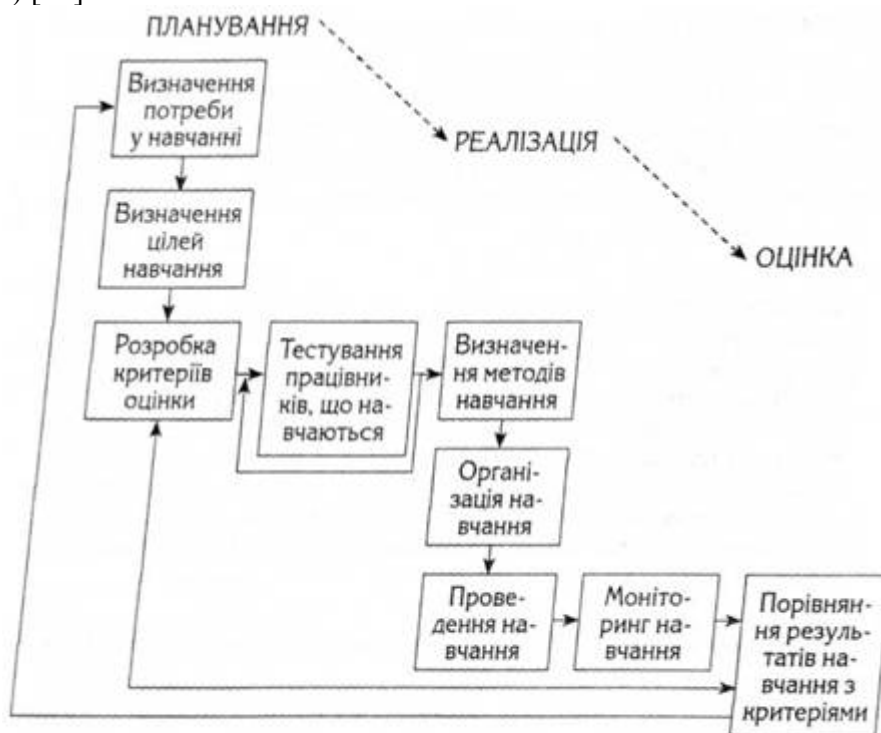 ПЛАНУВАННЯ
Визначення
потреби
у навчанні
РЕАЛІЗАЦІЯ
Визначення
цілей
навчання
ОЦІНКА
Розробка
критеріїв
оцінки
Тестування
працівни-
ків, що на-
вчаються
Визначен-
ня методів
навчання
Органі-
зація на-
вчання
Прове-
дення на-
вчання
Моніто-
ринг на-
вчання
Порівнян-
ня резуль-
татів на-
вчання з
критеріями